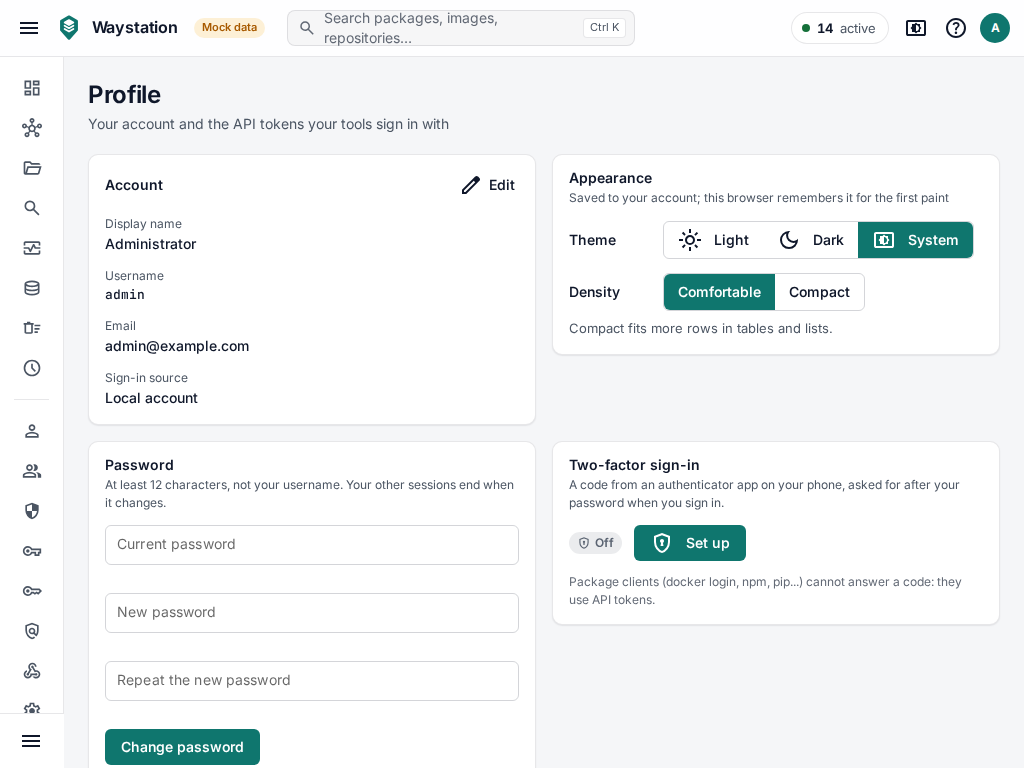 Waystation
Mock data
Search packages, images,
repositories...
Ctrl K
14 active
A
Profile
Your account and the API tokens your tools sign in with
Account
Edit
Display name
Administrator
Username
admin
Email
admin@example.com
Sign-in source
Local account
Appearance
Saved to your account; this browser remembers it for the first paint
Theme
Light
Dark
System
Density
Comfortable
Compact
Compact fits more rows in tables and lists.
Password
At least 12 characters, not your username. Your other sessions end when
it changes.
Current password
New password
Repeat the new password
Change password
Two-factor sign-in
A code from an authenticator app on your phone, asked for after your
password when you sign in.
Off
Set up
Package clients (docker login, npm, pip...) cannot answer a code: they
use API tokens.